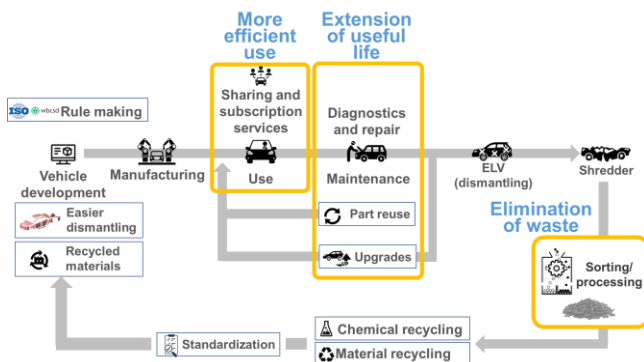 More
efficient
use
Extension
of useful
life
Sharing and
subscription
services
Diagnostics
and repair
ISO wbcsd Rule making
Vehicle
development
Manufacturing
Use
Maintenance
ELV
(dismantling)
Shredder
Easier
dismantling
Recycled
materials
Part reuse
Upgrades
Elimination
of waste
Sorting/
processing
Standardization
Chemical recycling
Material recycling